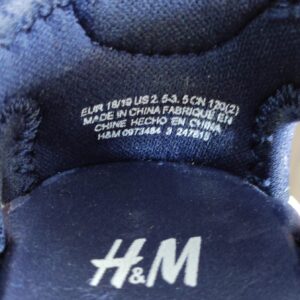 EUR 18/19 US 2.5-3.5 CN 120(2)
MADE IN CHINA FABRIQUE EN
CHINE HECHO EN CHINA
H&M 0973484 3 247615
H&M